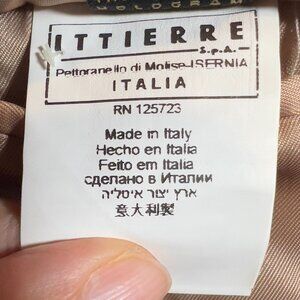 HOLOGRAM
ITTIERRE
S.p.A.
Pettoranello di Molise-ISERNIA
ITALIA
RN 125723
Made in Italy
Hecho en Italia
Feito em Italia
сделано в Италии
ארץ יצור איטליה
意大利製